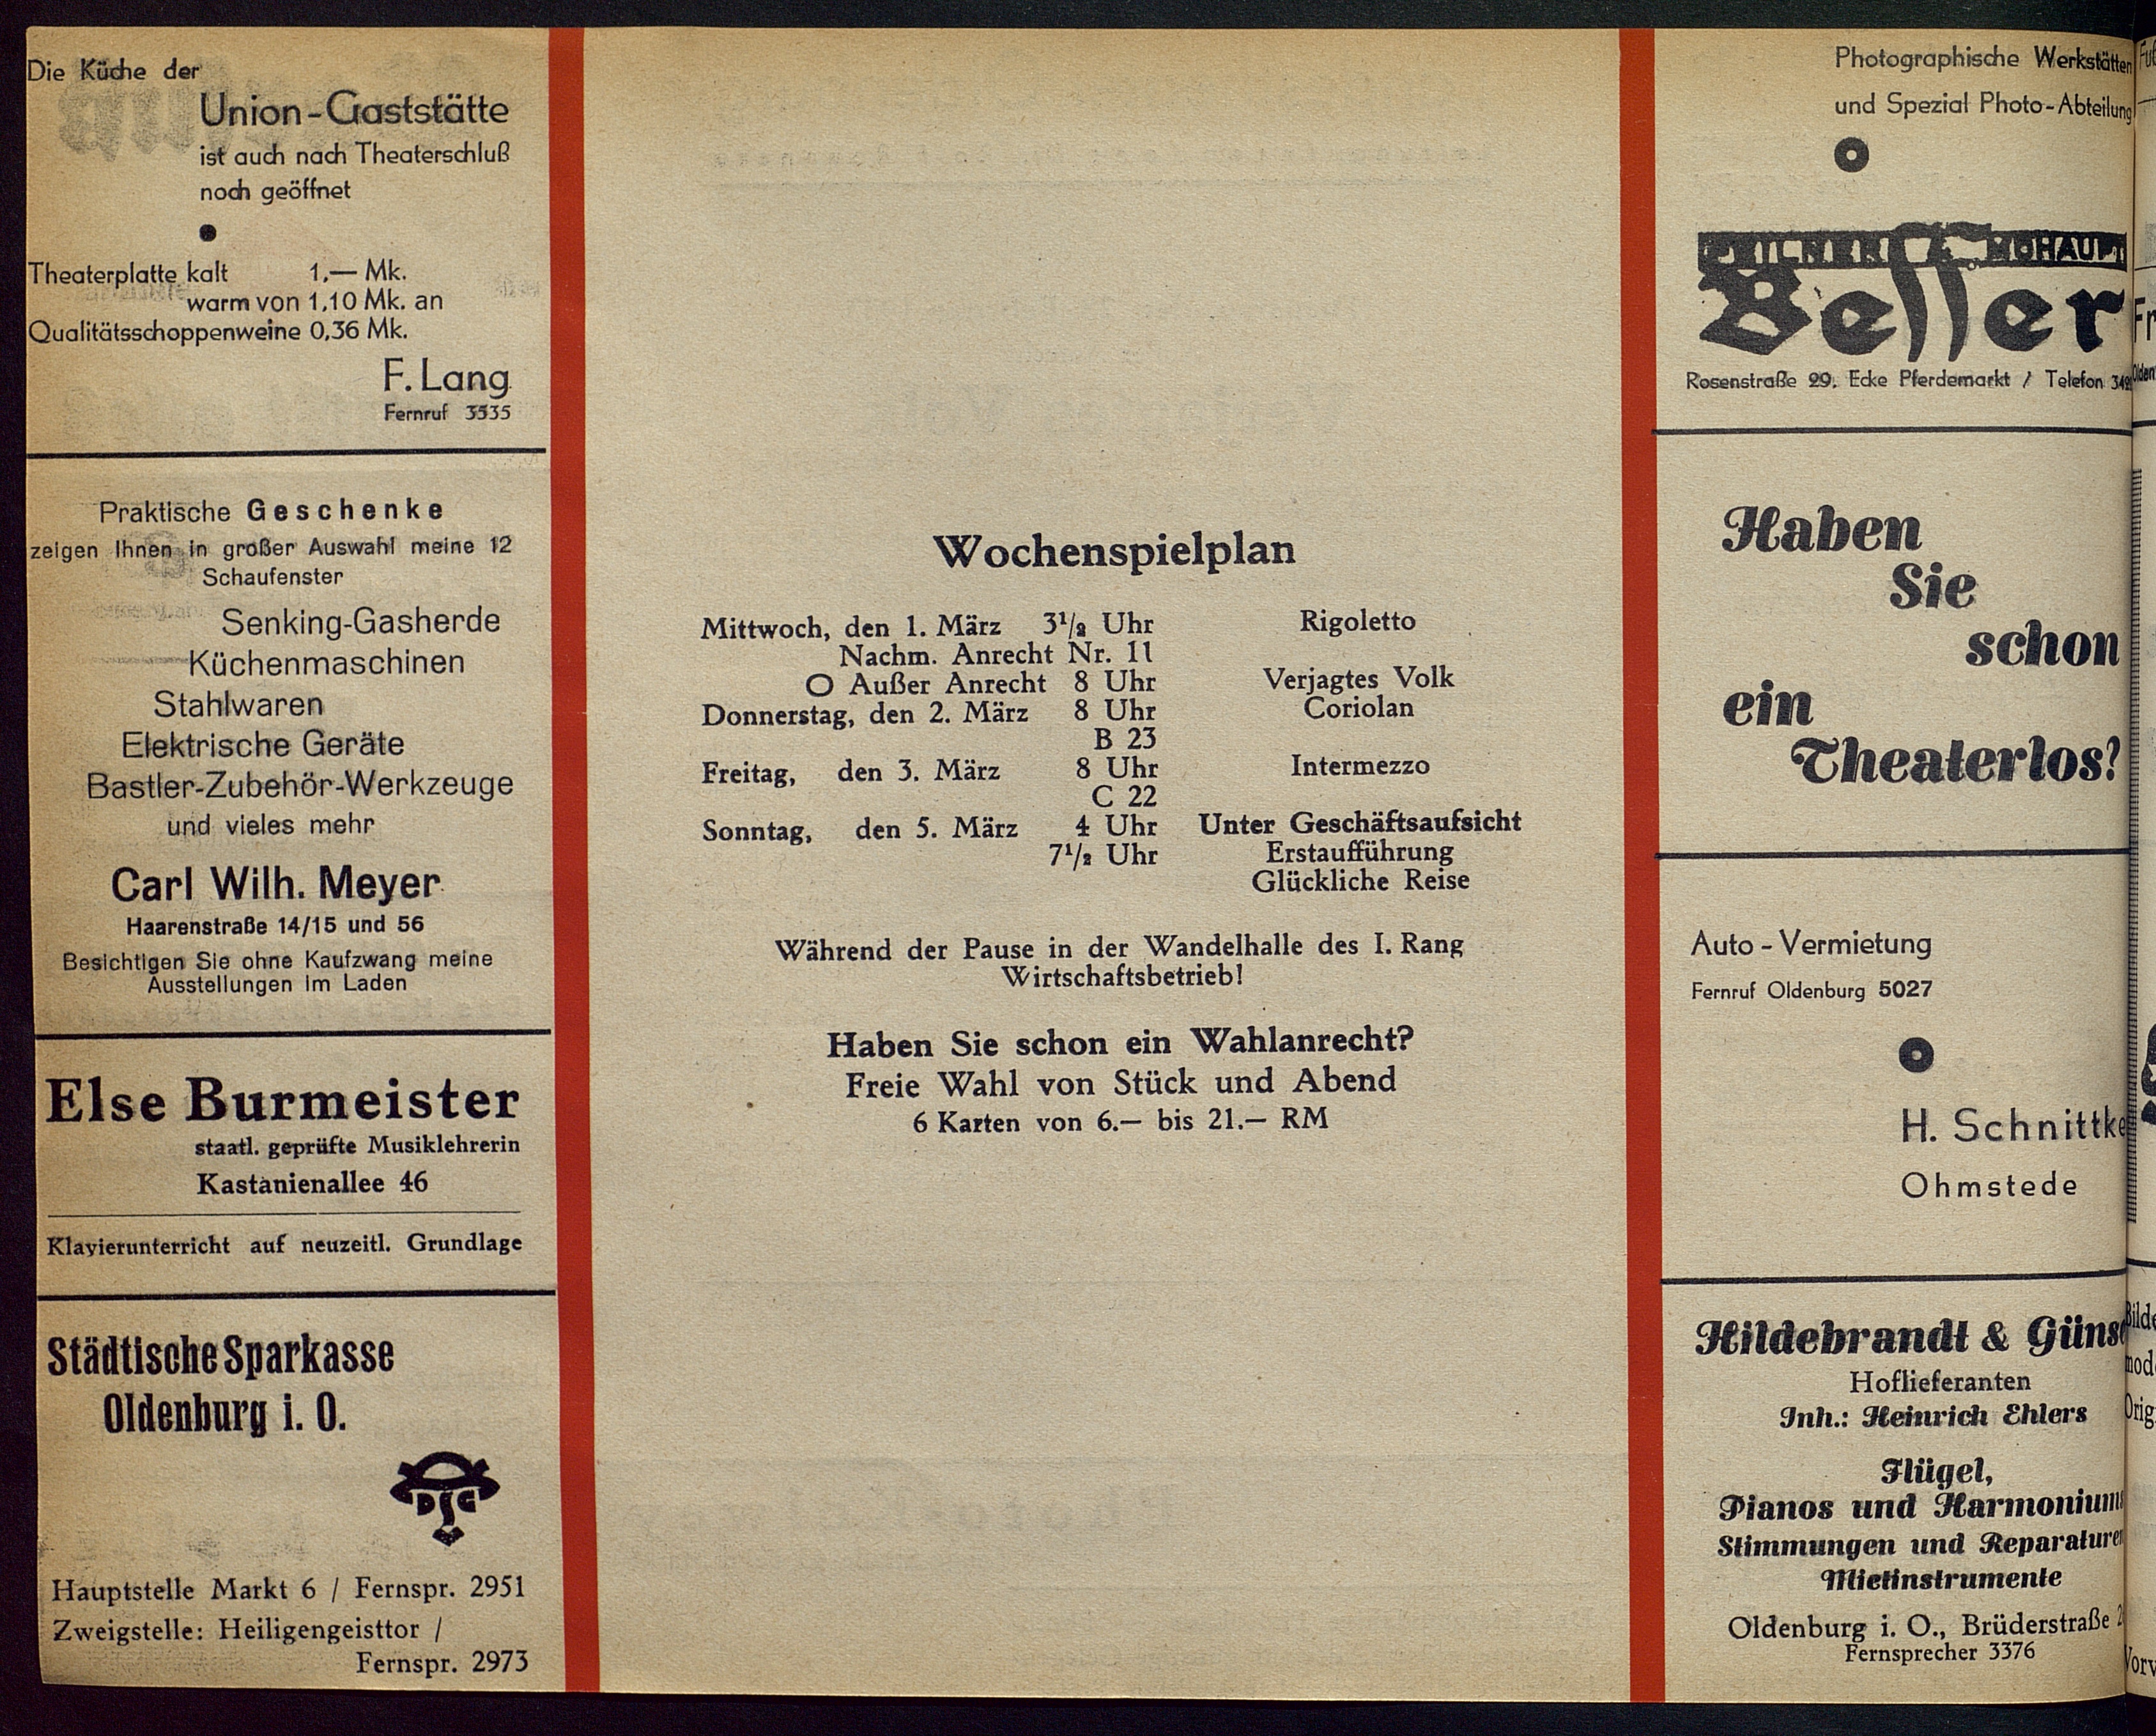 Die Küche der
Union-Gaststätte
ist auch nach Theaterschluß
noch geöffnet
Theaterplatte kalt 1,— Mk.
warm von 1,10 Mk. an
Qualitätsschoppenweine 0,36 Mk.
F. Lang
Fernruf 3535
Praktische Geschenke
zeigen Ihnen in großer Auswahl meine 12
Schaufenster
Senking-Gasherde
Küchenmaschinen
Stahlwaren
Elektrische Geräte
Bastler-Zubehör-Werkzeuge
und vieles mehr
Carl Wilh. Meyer
Haarenstraße 14/15 und 56
Besichtigen Sie ohne Kaufzwang meine
Ausstellungen im Laden
Else Burmeister
staatl. geprüfte Musiklehrerin
Kastanienallee 46
Klavierunterricht auf neuzeitl. Grundlage
Städtische Sparkasse
Oldenburg i. O.
Hauptstelle Markt 6 / Fernspr. 2951
Zweigstelle: Heiligengeisttor /
Fernspr. 2973
Wochenspielplan
Mittwoch, den 1. März 3½ Uhr Rigoletto
Nachm. Anrecht Nr. 11
O Außer Anrecht 8 Uhr Verjagtes Volk
Donnerstag, den 2. März 8 Uhr Coriolan
B 23
Freitag, den 3. März 8 Uhr Intermezzo
C 22
Sonntag, den 5. März 4 Uhr Unter Geschäftsaufsicht
7½ Uhr Erstaufführung
Glückliche Reise
Während der Pause in der Wandelhalle des I. Rang
Wirtschaftsbetrieb!
Haben Sie schon ein Wahlanrecht?
Freie Wahl von Stück und Abend
6 Karten von 6.— bis 21.— RM
Photographische Werkstätten
und Spezial Photo-Abteilung
MOHAUPT
Besser
Rosenstraße 29, Ecke Pferdemarkt / Telefon
Haben
Sie
schon
ein
Theaterlos?
Auto - Vermietung
Fernruf Oldenburg 5027
H. Schnittke
Ohmstede
Hildebrandt &
Hoflieferanten
Inh.: Heinrich Ehlers
Flügel,
Pianos und Harmoniums
Stimmungen und Reparaturen
Mietinstrumente
Oldenburg i. O., Brüderstraße
Fernsprecher 3376